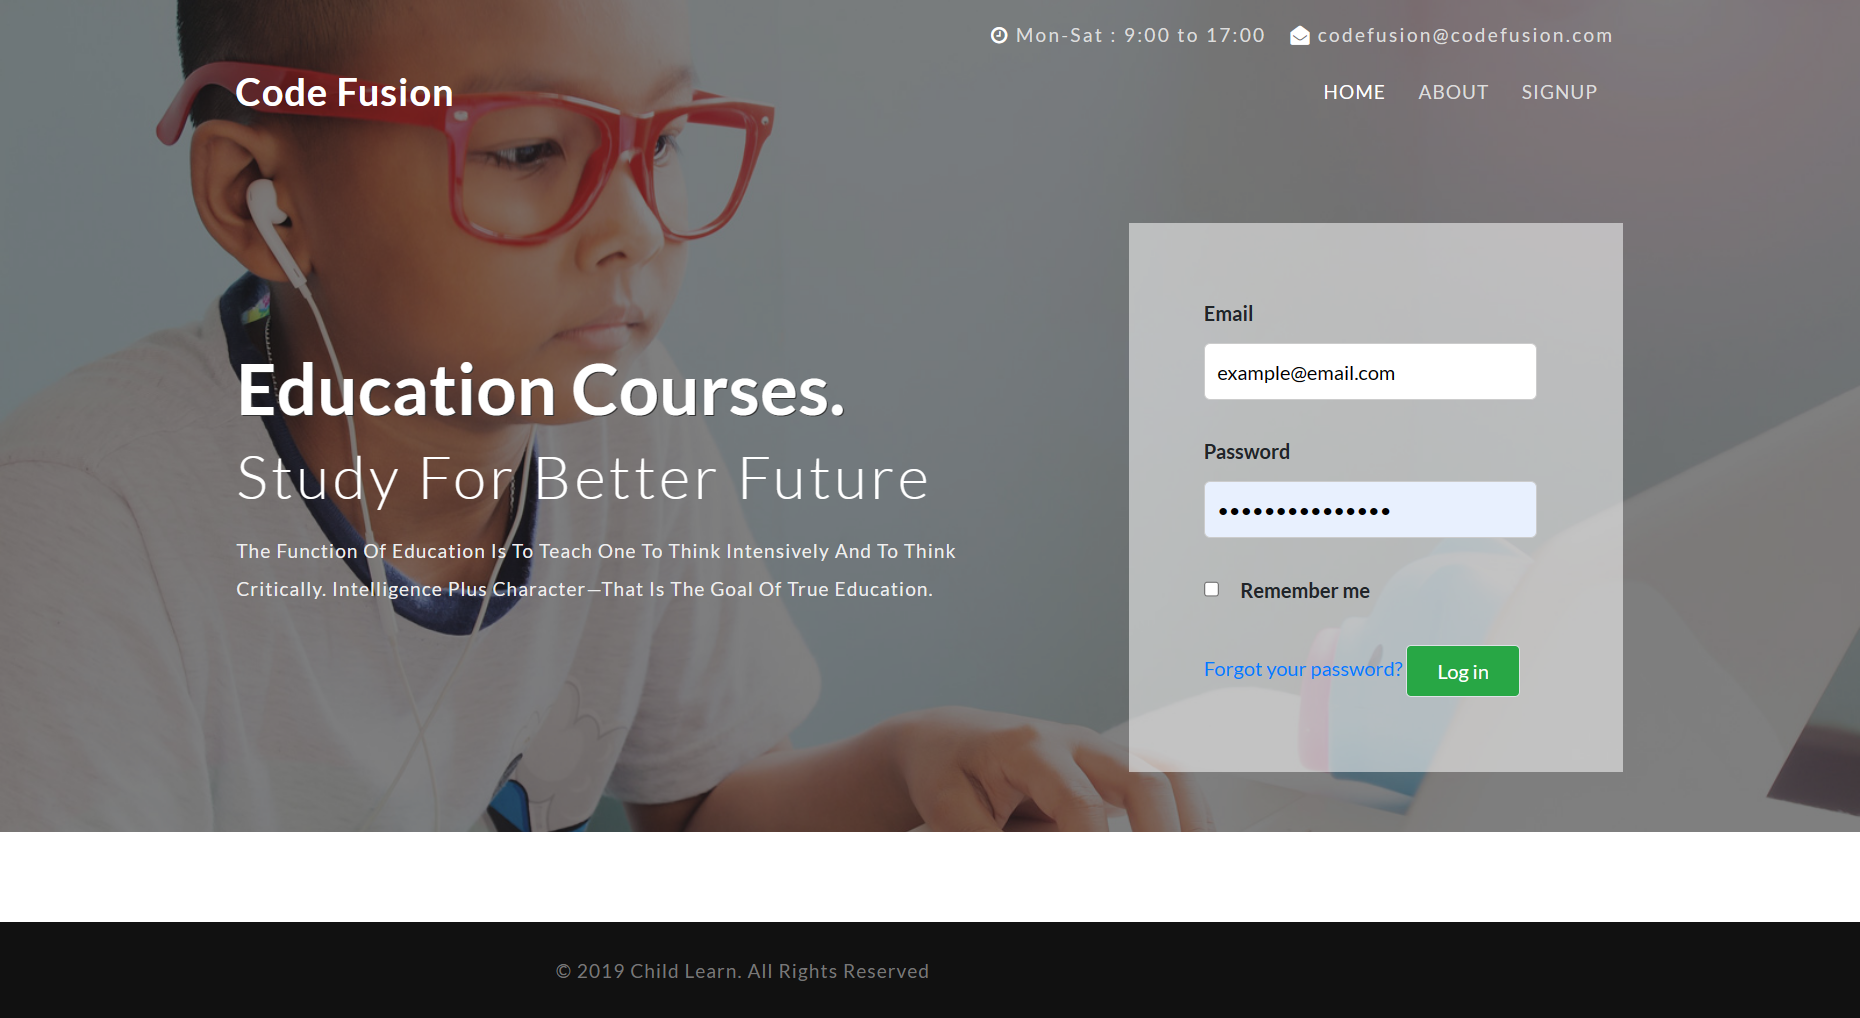 Mon-Sat : 9:00 to 17:00 codefusion@codefusion.com
Code Fusion
HOME ABOUT SIGNUP
Education Courses.
Study For Better Future
The Function Of Education Is To Teach One To Think Intensively And To Think
Critically. Intelligence Plus Character—That Is The Goal Of True Education.
Email
example@email.com
Password
•••••••••••••••
Remember me
Forgot your password? Log in
© 2019 Child Learn. All Rights Reserved